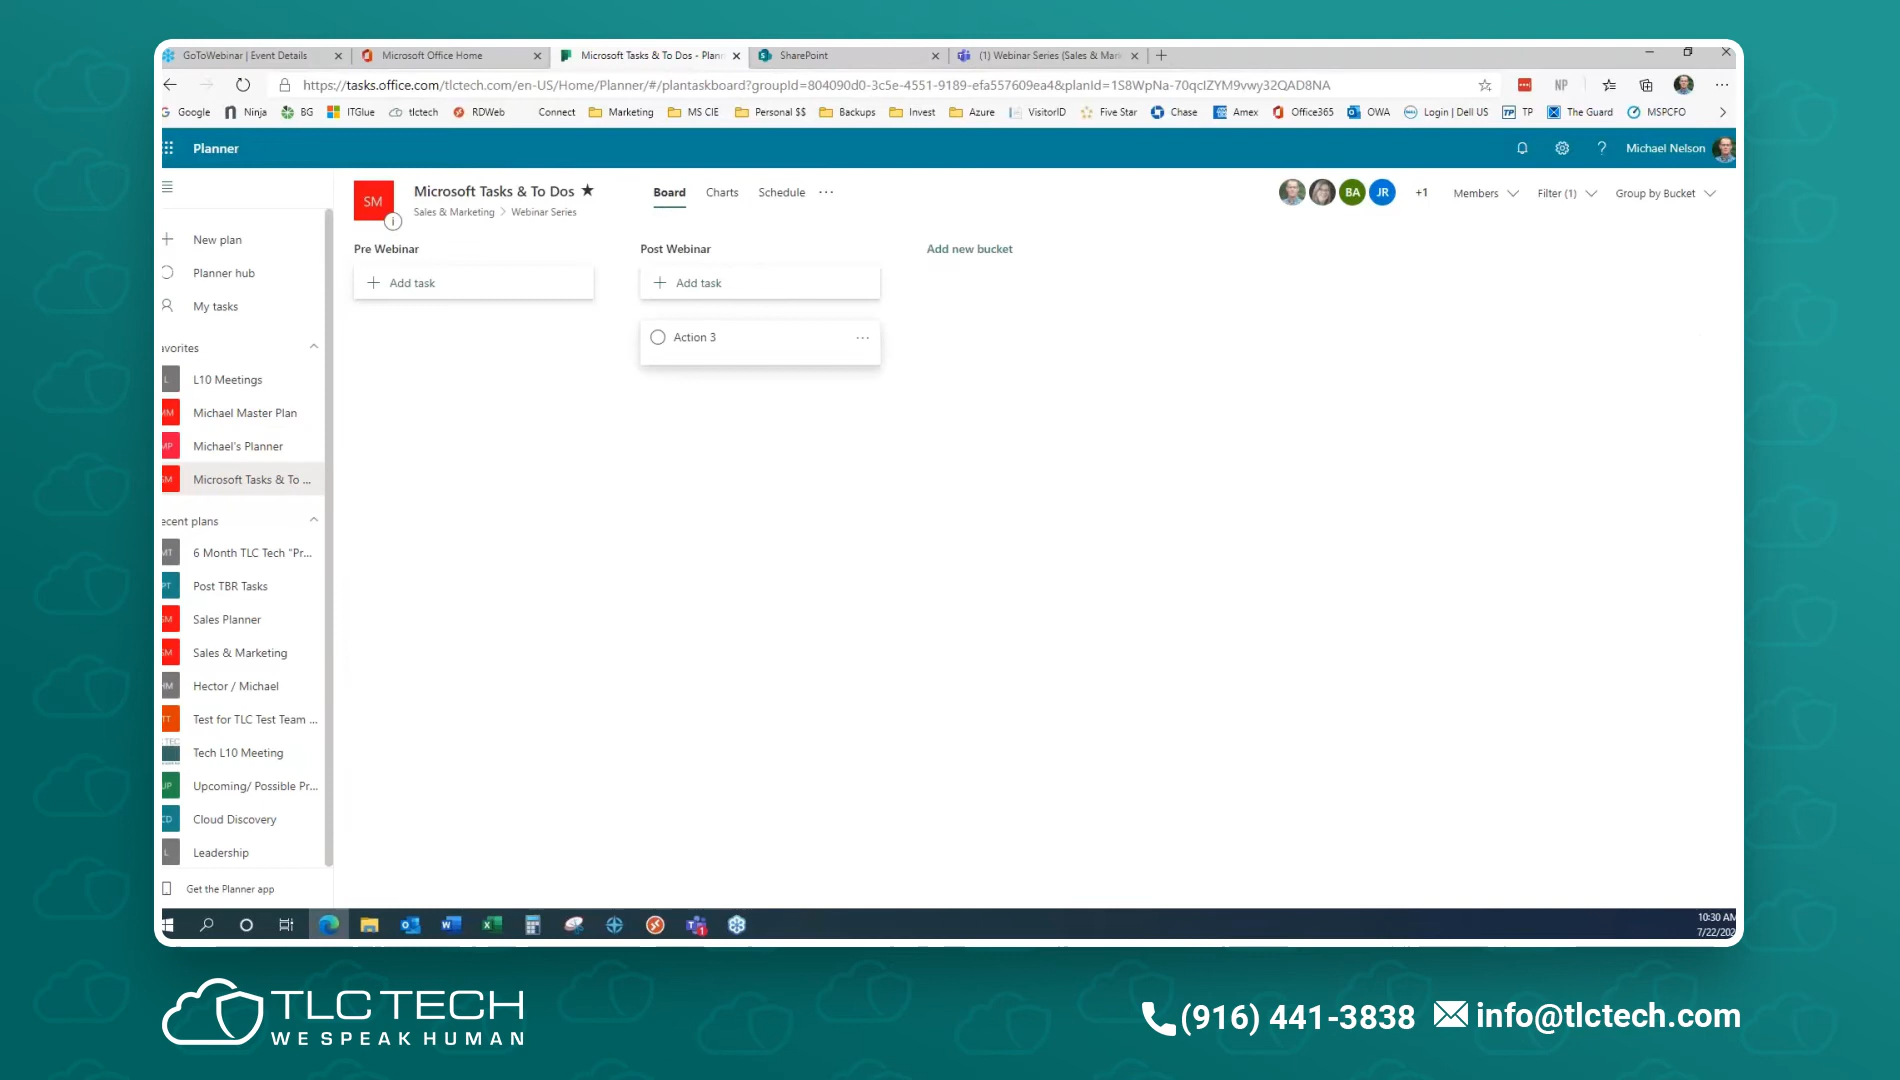 GoToWebinar | Event Details
Microsoft Office Home
Microsoft Tasks & To Dos - Plann
SharePoint
(1) Webinar Series (Sales & Mark
https://tasks.office.com/tlctech.com/en-US/Home/Planner/#/plantaskboard?groupId=804090d0-3c5e-4551-9189-efa557609ea4&planId=1S8WpNa-70qcIZYM9vwy32QAD8NA
NP
Google
Ninja
BG
ITGlue
tlctech
RDWeb
Connect
Marketing
MS CIE
Personal $$
Backups
Invest
Azure
VisitorID
Five Star
Chase
Amex
Office365
OWA
Login | Dell US
TP
The Guard
MSPCFO
Planner
Michael Nelson
SM
Microsoft Tasks & To Dos
Sales & Marketing > Webinar Series
Board
Charts
Schedule
BA
JR
+1
Members
Filter (1)
Group by Bucket
New plan
Planner hub
My tasks
avorites
L10 Meetings
Michael Master Plan
Michael's Planner
Microsoft Tasks & To ...
ecent plans
6 Month TLC Tech "Pr...
Post TBR Tasks
Sales Planner
Sales & Marketing
Hector / Michael
Test for TLC Test Team ...
Tech L10 Meeting
Upcoming/ Possible Pr...
Cloud Discovery
Leadership
Get the Planner app
Pre Webinar
Add task
Post Webinar
Add task
Action 3
Add new bucket
10:30 AM
7/22/202
TLC TECH
WE SPEAK HUMAN
(916) 441-3838
info@tlctech.com